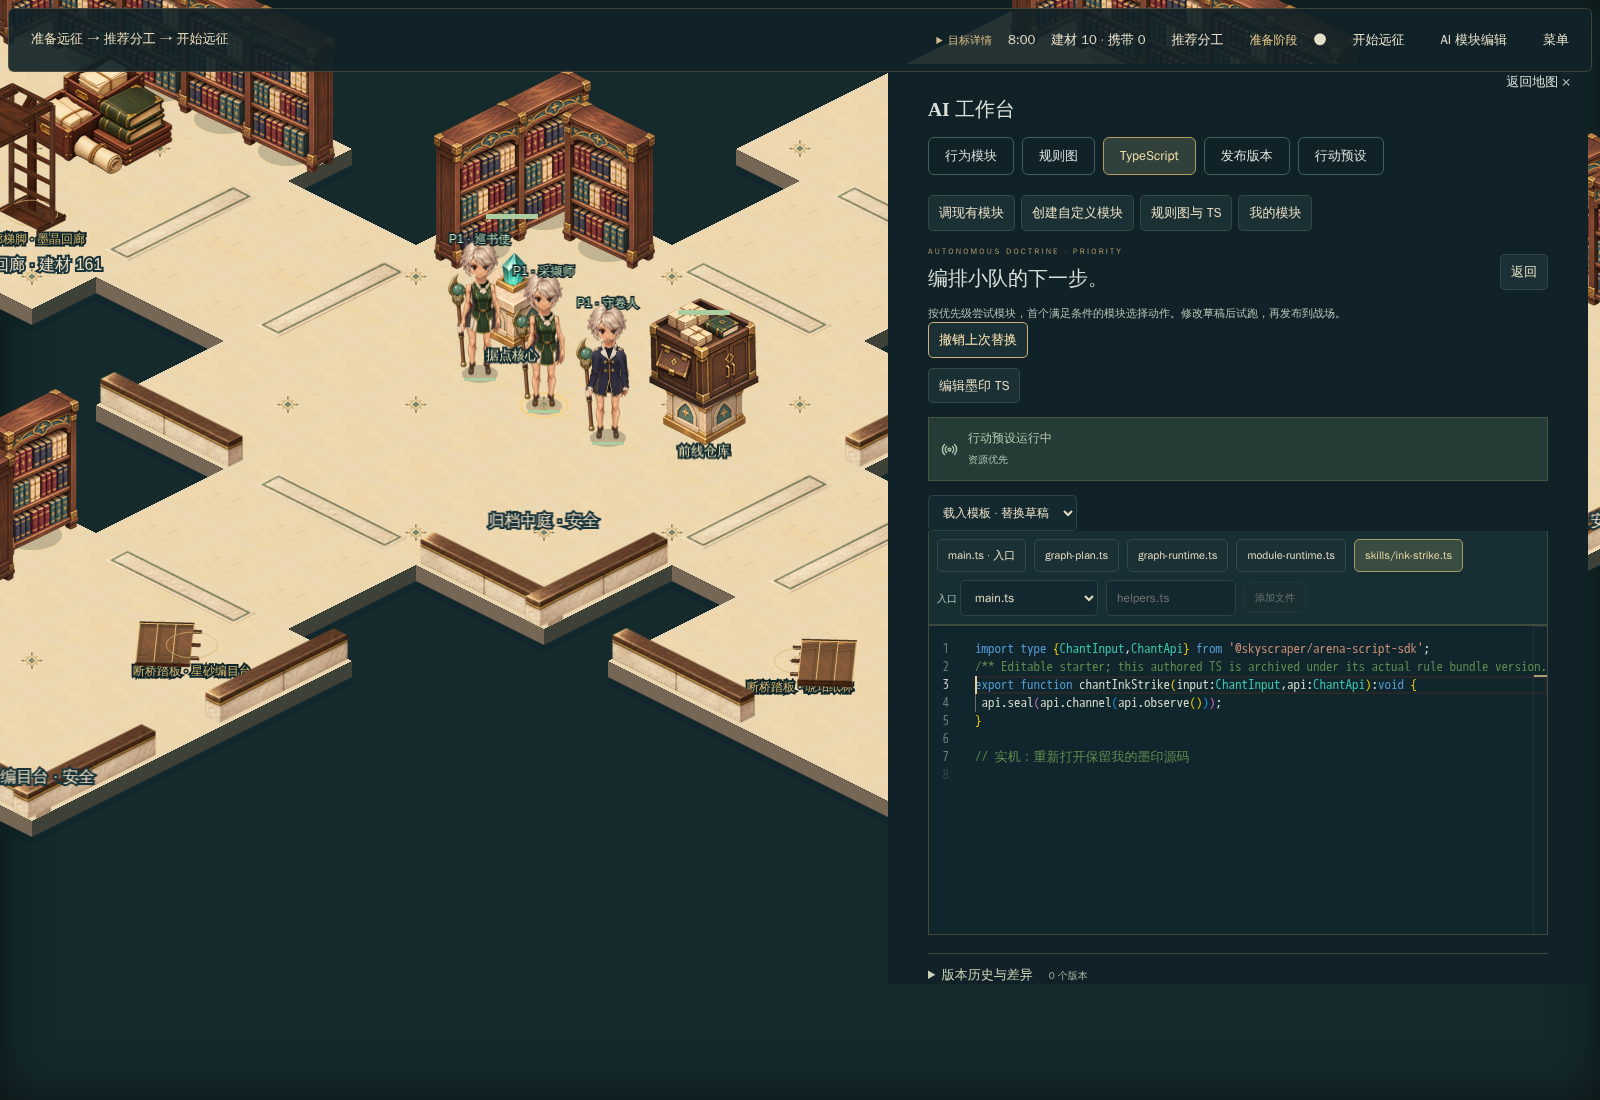 准备远征 → 推荐分工 → 开始远征
▶ 目标详情 8:00 建材 10 · 携带 0 推荐分工 准备阶段 开始远征 AI 模块编辑 菜单
返回地图 ×
AI 工作台
行为模块 规则图 TypeScript 发布版本 行动预设
调现有模块 创建自定义模块 规则图与 TS 我的模块
AUTONOMOUS DOCTRINE · PRIORITY
编排小队的下一步。
返回
按优先级尝试模块，首个满足条件的模块选择动作。修改草稿后试跑，再发布到战场。
撤销上次替换
编辑墨印 TS
行动预设运行中
资源优先
载入模板 · 替换草稿
main.ts · 入口 graph-plan.ts graph-runtime.ts module-runtime.ts skills/ink-strike.ts
入口 main.ts helpers.ts 添加文件
1 import type {ChantInput,ChantApi} from '@skyscraper/arena-script-sdk';
2 /** Editable starter; this authored TS is archived under its actual rule bundle version.
3 export function chantInkStrike(input:ChantInput,api:ChantApi):void {
4 api.seal(api.channel(api.observe()));
5 }
6
7 // 实机：重新打开保留我的墨印源码
8
▶ 版本历史与差异 0 个版本
梯脚 · 墨晶回廊
回廊 · 建材 161
P1 · 巡书使
P1 · 采撷师
P1 · 守卷人
据点核心
前线仓库
归档中庭 · 安全
断桥踏板 · 星砂编目台
断桥踏板 · 琥珀纸林
编目台 · 安全